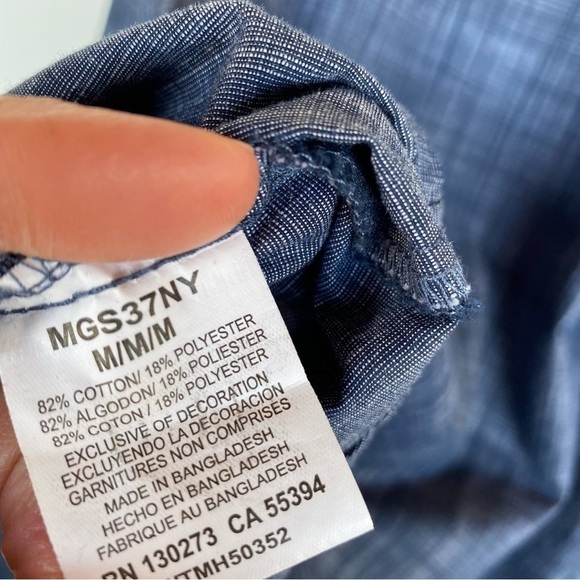 MGS37NY
M/M/M
82% COTTON/ 18% POLYESTER
82% ALGODON/ 18% POLIESTER
82% COTON/ 18% POLYESTER
EXCLUSIVE OF DECORATION
EXCLUYENDO LA DECORACION
GARNITURES NON COMPRISES
MADE IN BANGLADESH
HECHO EN BANGLADESH
FABRIQUE AU BANGLADESH
RN 130273 CA 55394
TMH50352